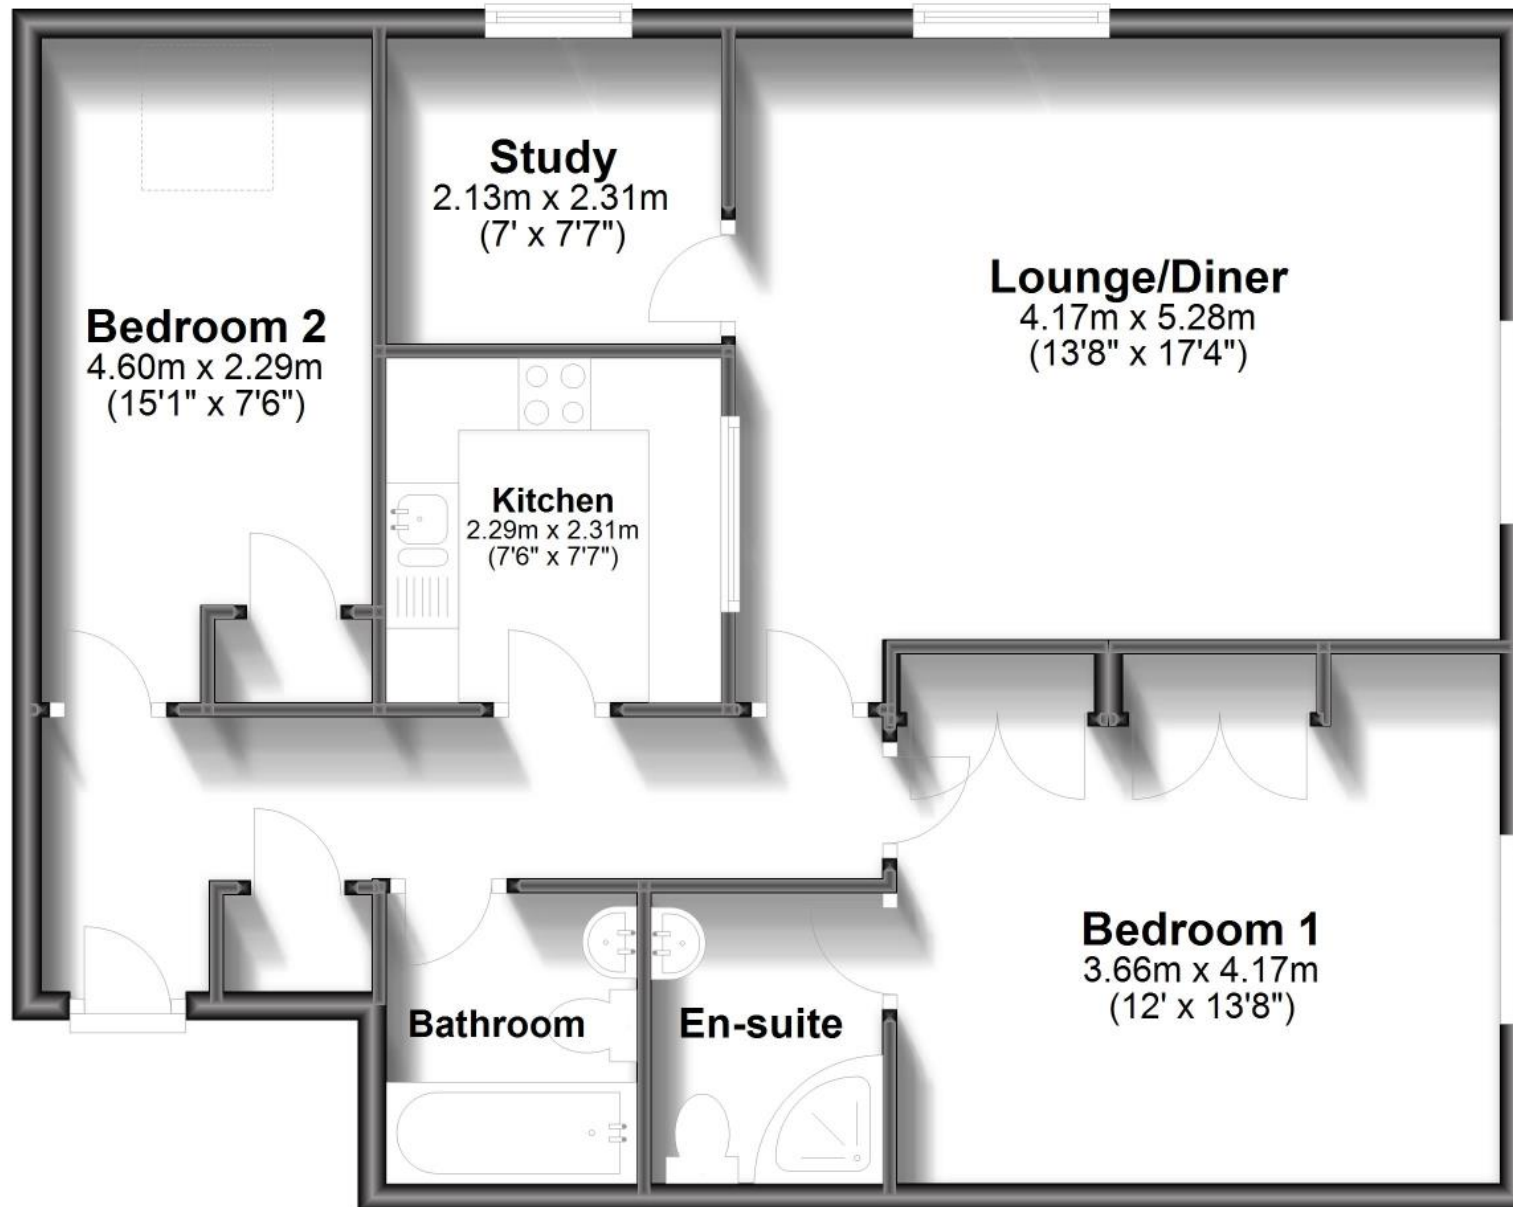 Study
2.13m x 2.31m
(7' x 7'7")
Lounge/Diner
4.17m x 5.28m
(13'8" x 17'4")
Bedroom 2
4.60m x 2.29m
(15'1" x 7'6")
Kitchen
2.29m x 2.31m
(7'6" x 7'7")
Bedroom 1
3.66m x 4.17m
(12' x 13'8")
Bathroom
En-suite